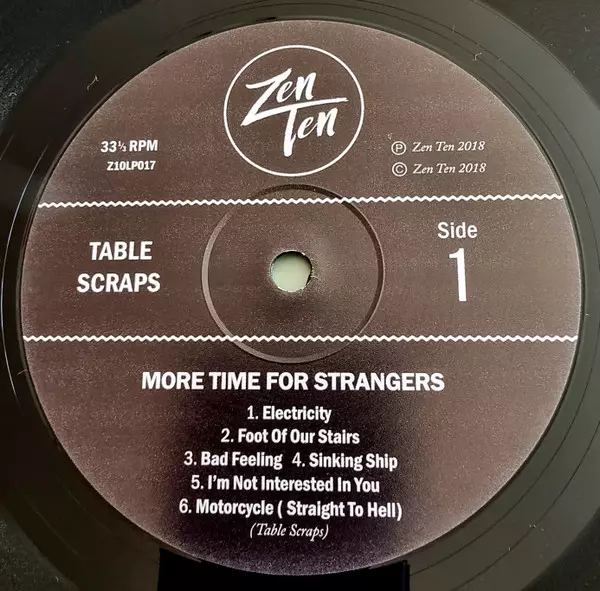 Zen
Ten
33⅓ RPM
Z10LP017
Ⓟ Zen Ten 2018
© Zen Ten 2018
TABLE
SCRAPS
Side
1
MORE TIME FOR STRANGERS
1. Electricity
2. Foot Of Our Stairs
3. Bad Feeling 4. Sinking Ship
5. I'm Not Interested In You
6. Motorcycle ( Straight To Hell)
(Table Scraps)